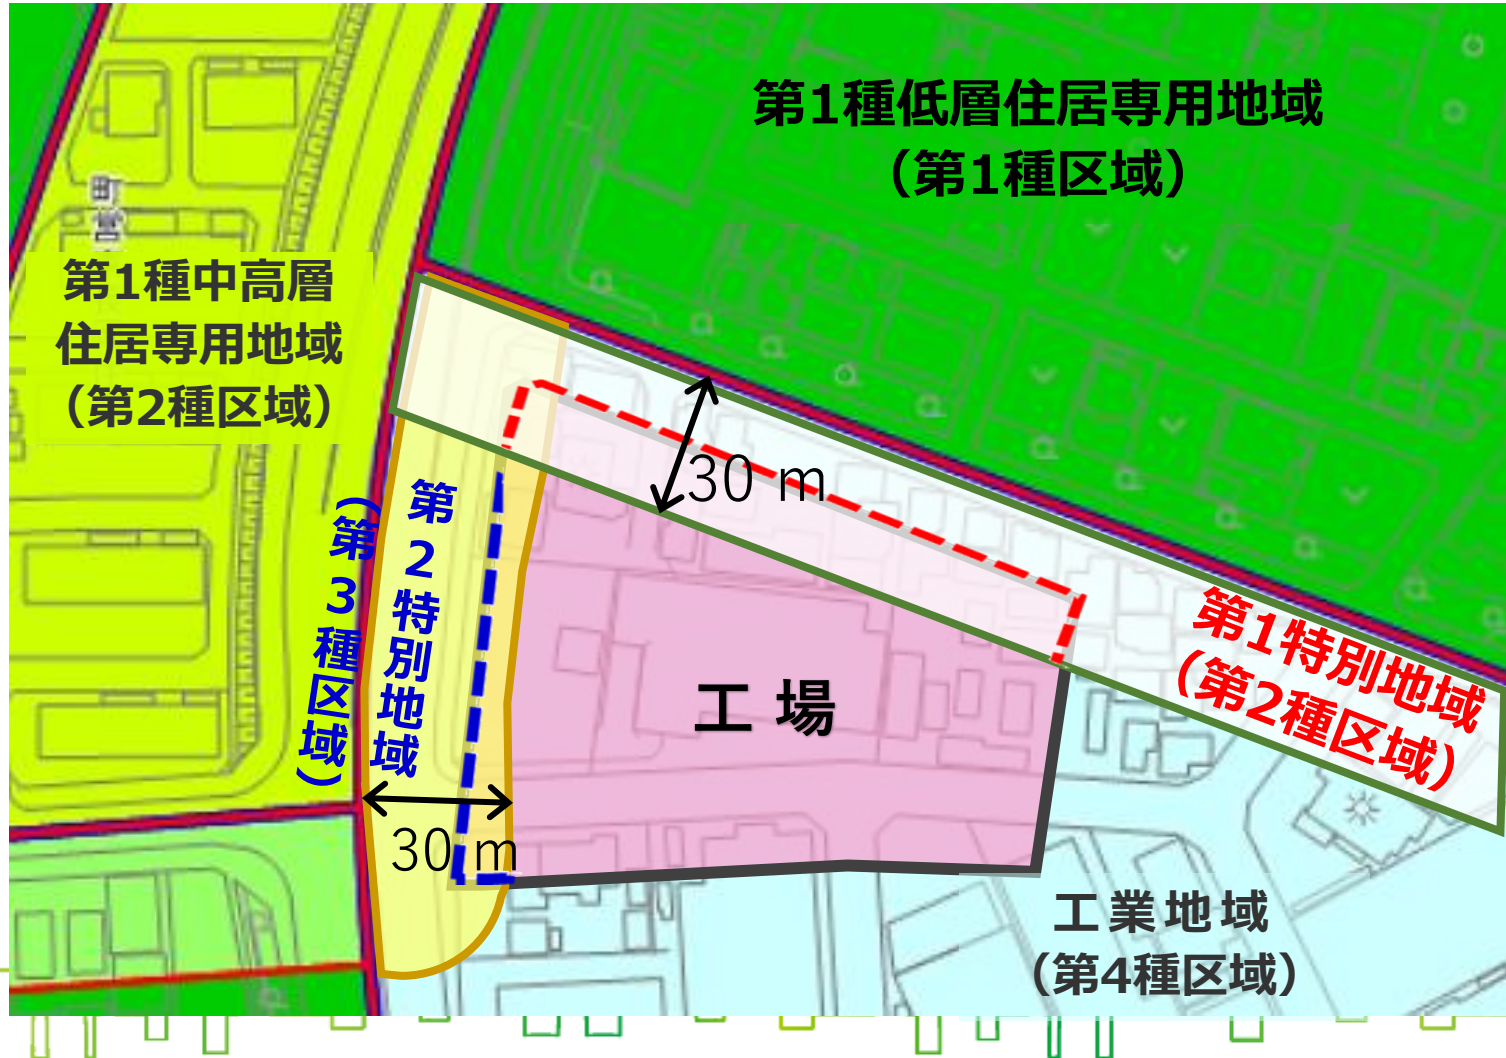 第1種低層住居専用地域
（第1種区域）
第1種中高層
住居専用地域
（第2種区域）
30 m
第2特別地域
（第3種区域）
第1特別地域
（第2種区域）
工 場
30 m
工業地域
（第4種区域）